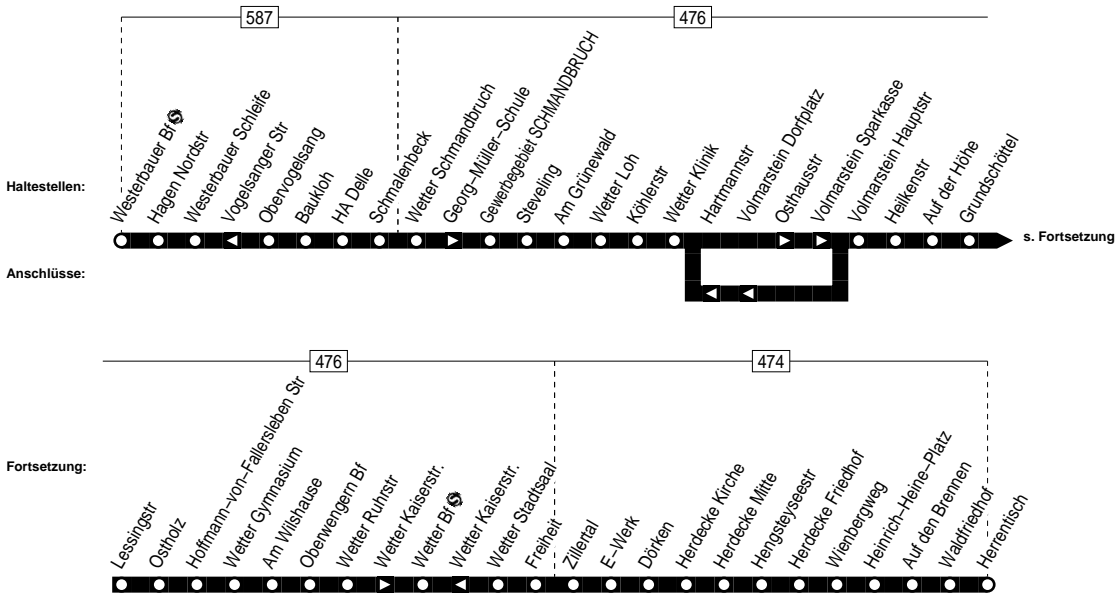 587
476
Haltestellen:
Westerbauer Bf S
Hagen Nordstr
Westerbauer Schleife
Vogelsanger Str
Obervogelsang
Baukloh
HA Delle
Schmalenbeck
Wetter Schmandbruch
Georg-Müller-Schule
Gewerbegebiet SCHMANDBRUCH
Steveling
Am Grünewald
Wetter Loh
Köhlerstr
Wetter Klinik
Hartmannstr
Volmarstein Dorfplatz
Osthausstr
Volmarstein Sparkasse
Volmarstein Hauptstr
Heilkenstr
Auf der Höhe
Grundschöttel
s. Fortsetzung
Anschlüsse:
476
474
Fortsetzung:
Lessingstr
Ostholz
Hoffmann-von-Fallersleben Str
Wetter Gymnasium
Am Wilshause
Oberwengern Bf
Wetter Ruhrstr
Wetter Kaiserstr.
Wetter Bf S
Wetter Kaiserstr.
Wetter Stadtsaal
Freiheit
Zillertal
E-Werk
Dörken
Herdecke Kirche
Herdecke Mitte
Hengsteyseestr
Herdecke Friedhof
Wienbergweg
Heinrich-Heine-Platz
Auf den Brennen
Waldfriedhof
Herrentisch